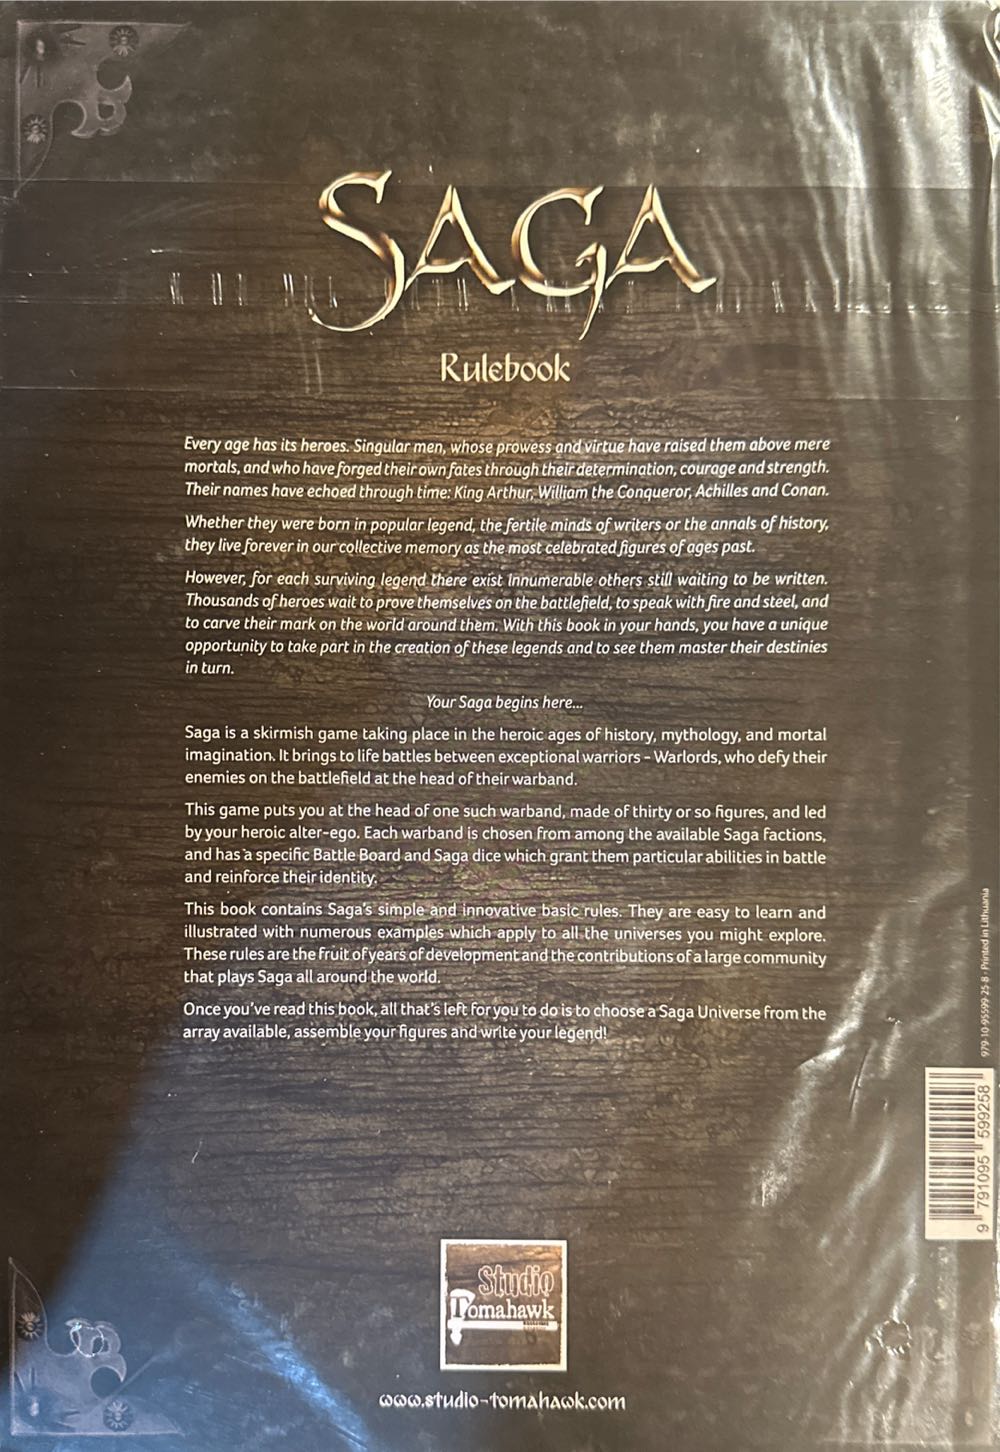 SAGA
Rulebook
Every age has its heroes. Singular men, whose prowess and virtue have raised them above mere
mortals, and who have forged their own fates through their determination, courage and strength.
Their names have echoed through time: King Arthur, William the Conqueror, Achilles and Conan.
Whether they were born in popular legend, the fertile minds of writers or the annals of history,
they live forever in our collective memory as the most celebrated figures of ages past.
However, for each surviving legend there exist innumerable others still waiting to be written.
Thousands of heroes wait to prove themselves on the battlefield, to speak with fire and steel, and
to carve their mark on the world around them. With this book in your hands, you have a unique
opportunity to take part in the creation of these legends and to see them master their destinies
in turn.
Your Saga begins here...
Saga is a skirmish game taking place in the heroic ages of history, mythology, and mortal
imagination. It brings to life battles between exceptional warriors – Warlords, who defy their
enemies on the battlefield at the head of their warband.
This game puts you at the head of one such warband, made of thirty or so figures, and led
by your heroic alter-ego. Each warband is chosen from among the available Saga factions,
and has a specific Battle Board and Saga dice which grant them particular abilities in battle
and reinforce their identity.
This book contains Saga's simple and innovative basic rules. They are easy to learn and
illustrated with numerous examples which apply to all the universes you might explore.
These rules are the fruit of years of development and the contributions of a large community
that plays Saga all around the world.
Once you've read this book, all that's left for you to do is to choose a Saga Universe from the
array available, assemble your figures and write your legend!
979-10-95599-25 8 - Printed in Lithuania
9 791095 599258
Studio
Tomahawk
www.studio-tomahawk.com